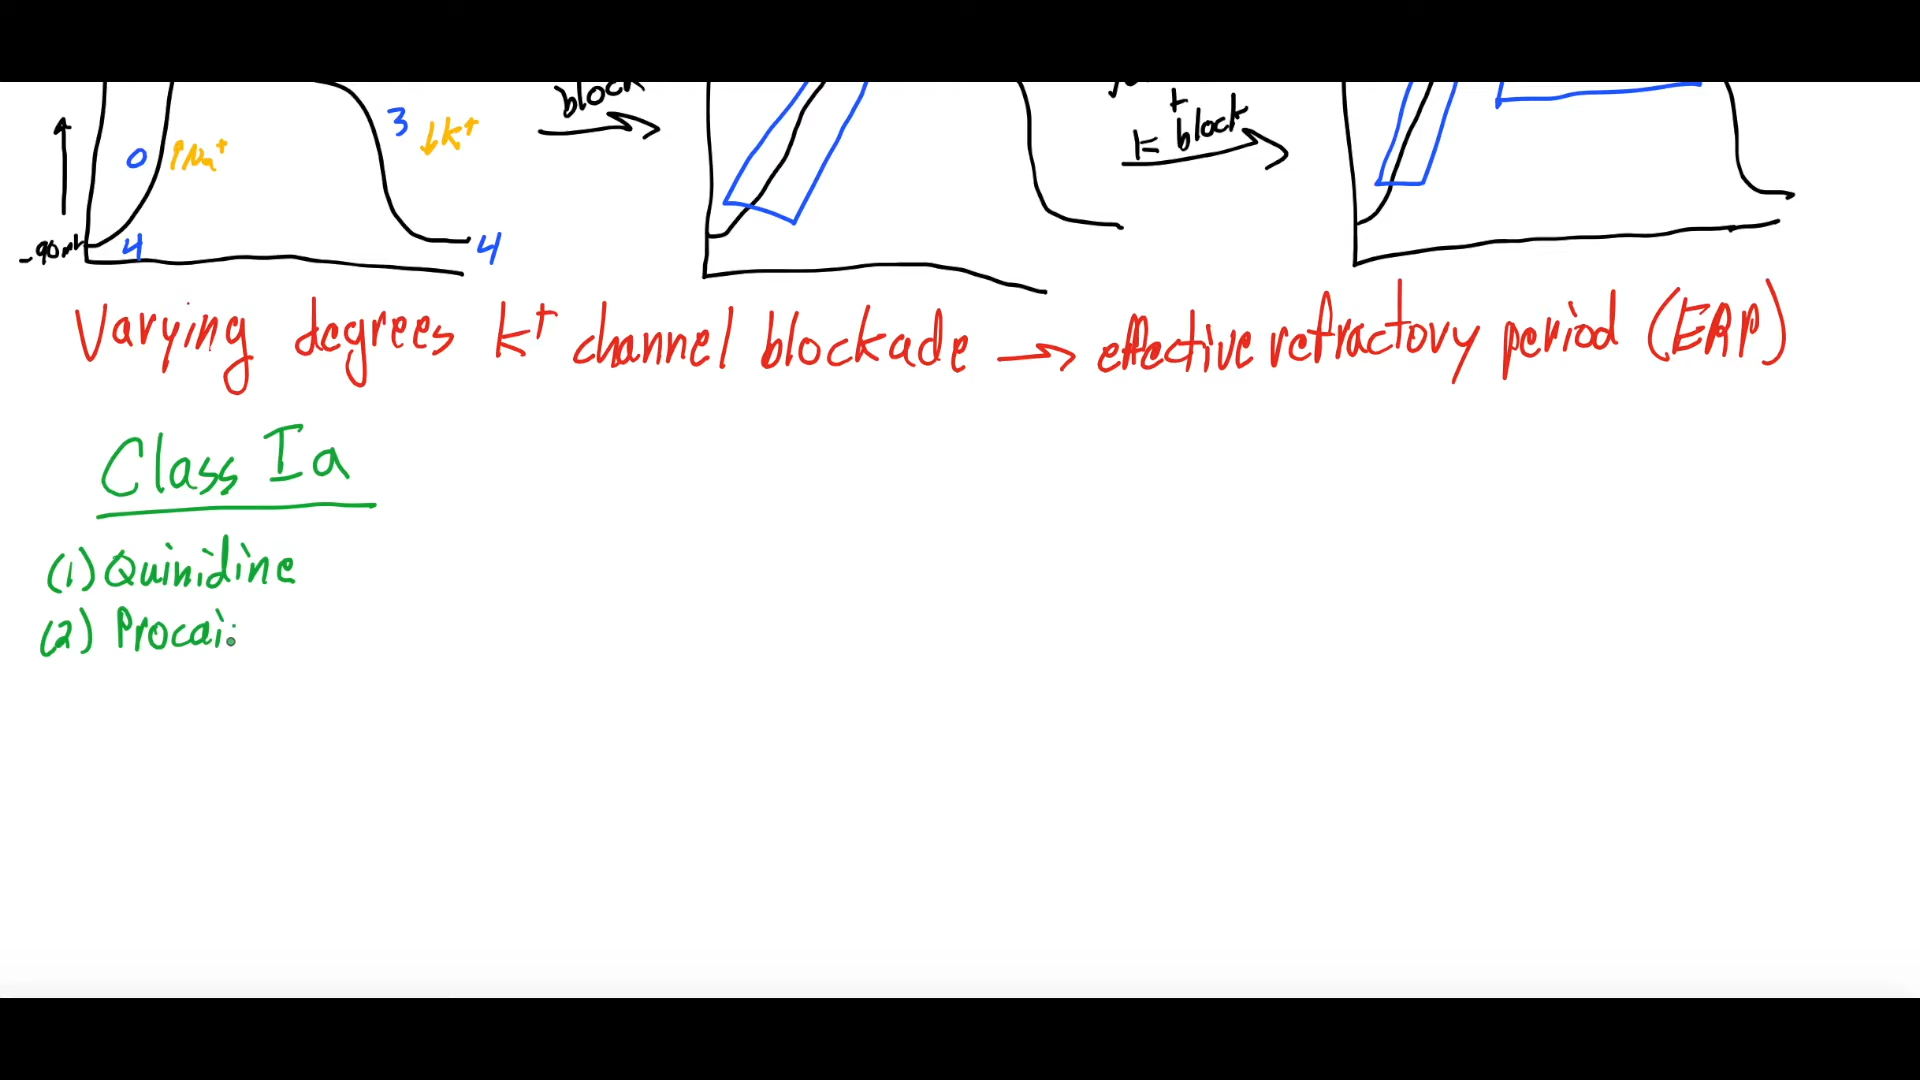 block
3 ↓K+
0 ↑Na+
+
block
-90mV 4 4
Varying degrees K+ channel blockade → effective refractory period (ERP)
Class Ia
(1) Quinidine
(2) Procai